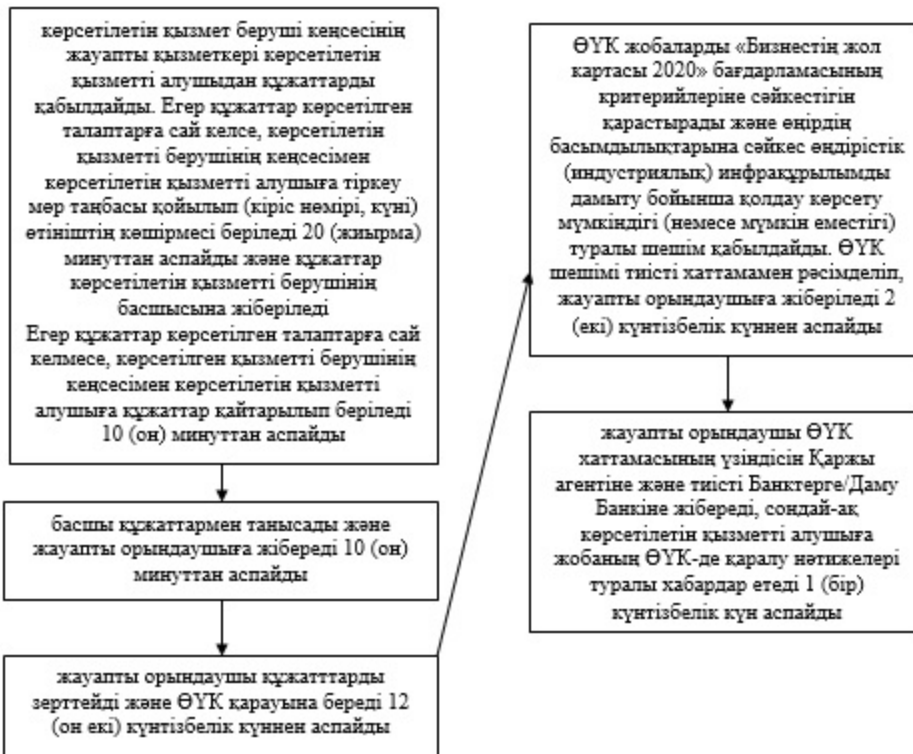 көрсетілетін қызмет беруші кеңсесінің
жауапты қызметкері көрсетілетін
қызметті алушыдан құжаттарды
қабылдайды. Егер құжаттар көрсетілген
талаптарға сай келсе, көрсетілетін
қызметті берушінің кеңсесімен
көрсетілетін қызметті алушыға тіркеу
мөр таңбасы қойылып (кіріс нөмірі, күні)
өтініштің көшірмесі беріледі 20 (жиырма)
минуттан аспайды және құжаттар
көрсетілетін қызметті берушінің
басшысына жіберіледі
Егер құжаттар көрсетілген талаптарға сай
келмесе, көрсетілген қызметті берушінің
кеңсесімен көрсетілетін қызметті
алушыға құжаттар қайтарылып беріледі
10 (он) минуттан аспайды
басшы құжаттармен танысады және
жауапты орындаушыға жібереді 10 (он)
минуттан аспайды
жауапты орындаушы құжатттарды
зерттейді және ӨҮК қарауына береді 12
(он екі) күнтізбелік күннен аспайды
ӨҮК жобаларды «Бизнестің жол
картасы 2020» бағдарламасының
критерийлеріне сәйкестігін
қарастырады және өңірдің
басымдылықтарына сәйкес өңдірістік
(индустриялық) инфрақұрылымды
дамыту бойынша қолдау көрсету
мүмкіндігі (немесе мүмкін еместігі)
туралы шешім қабылдайды. ӨҮК
шешімі тиісті хаттамамен рәсімделіп,
жауапты орындаушыға жіберіледі 2
(екі) күнтізбелік күннен аспайды
жауапты орындаушы ӨҮК
хаттамасының үзіндісін Қаржы
агентіне және тиісті Банктерге/Даму
Банкіне жібереді, сондай-ақ
көрсетілетін қызметті алушыға
жобаның ӨҮК-де қаралу нәтижелері
туралы хабардар етеді 1 (бір)
күнтізбелік күн аспайды